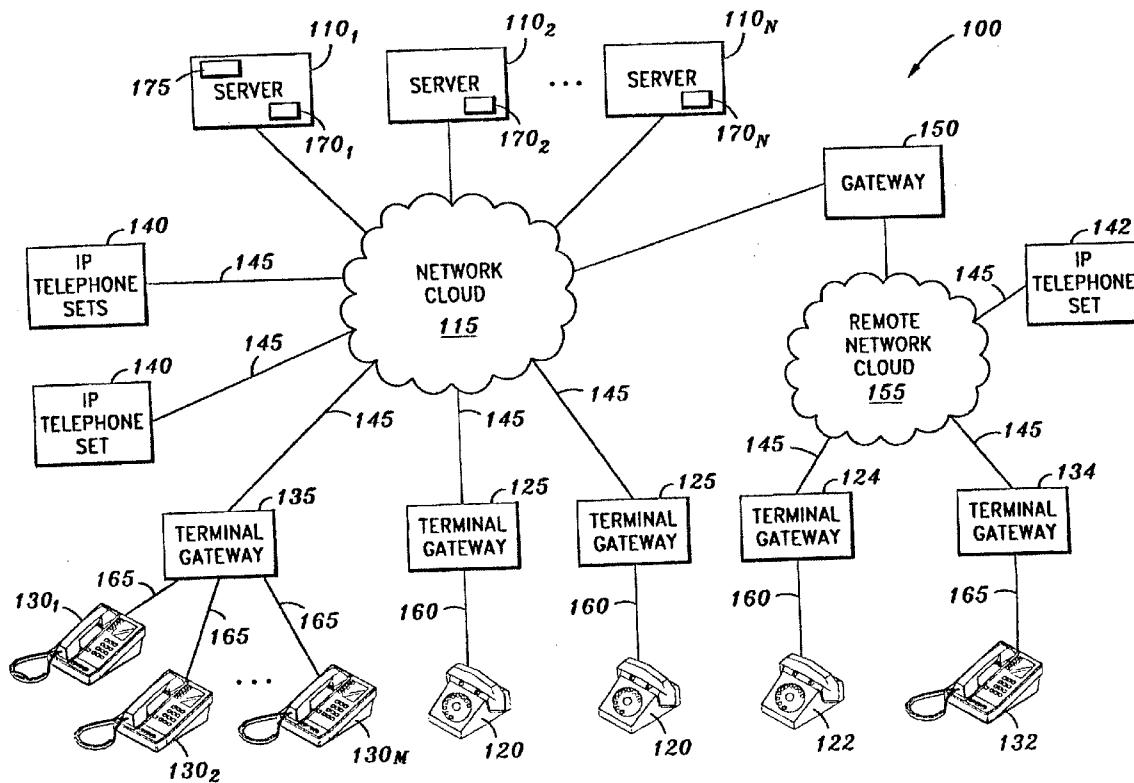 110₁
110₂
110N
100
175
SERVER
SERVER
...
SERVER
170₁
170₂
170N
150
GATEWAY
140
IP
TELEPHONE
SETS
145
NETWORK
CLOUD
115
142
IP
TELEPHONE
SET
145
REMOTE
NETWORK
CLOUD
155
140
IP
TELEPHONE
SET
145
145
145
145
145
145
135
TERMINAL
GATEWAY
125
TERMINAL
GATEWAY
125
TERMINAL
GATEWAY
124
TERMINAL
GATEWAY
134
TERMINAL
GATEWAY
130₁
165
165
165
160
160
160
165
...
130₂
130M
120
120
122
132